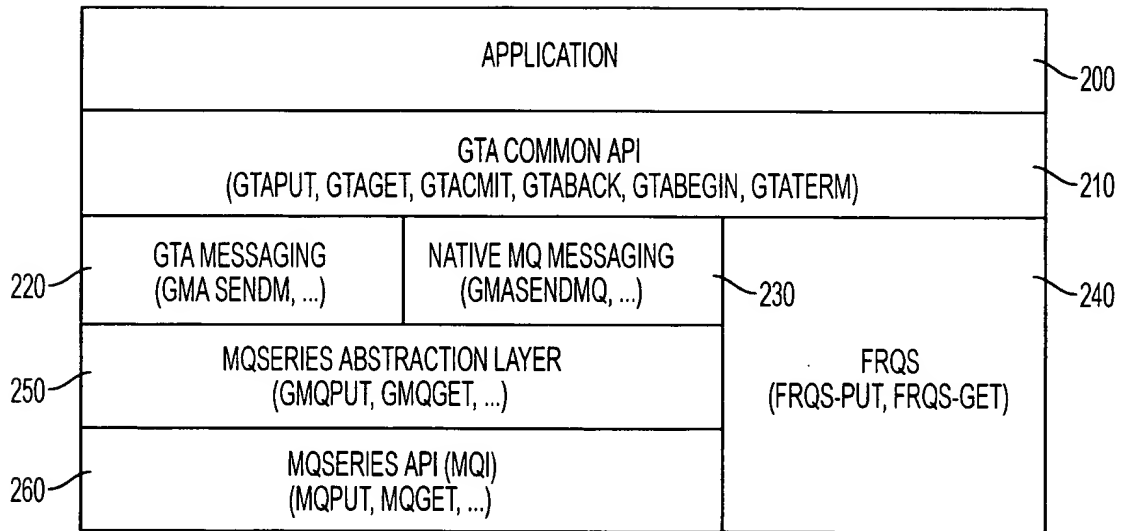 APPLICATION
200
GTA COMMON API
(GTAPUT, GTAGET, GTACMIT, GTABACK, GTABEGIN, GTATERM)
210
GTA MESSAGING
(GMA SENDM, ...)
220
NATIVE MQ MESSAGING
(GMASENDMQ, ...)
230
240
MQSERIES ABSTRACTION LAYER
(GMQPUT, GMQGET, ...)
250
FRQS
(FRQS-PUT, FRQS-GET)
MQSERIES API (MQI)
(MQPUT, MQGET, ...)
260